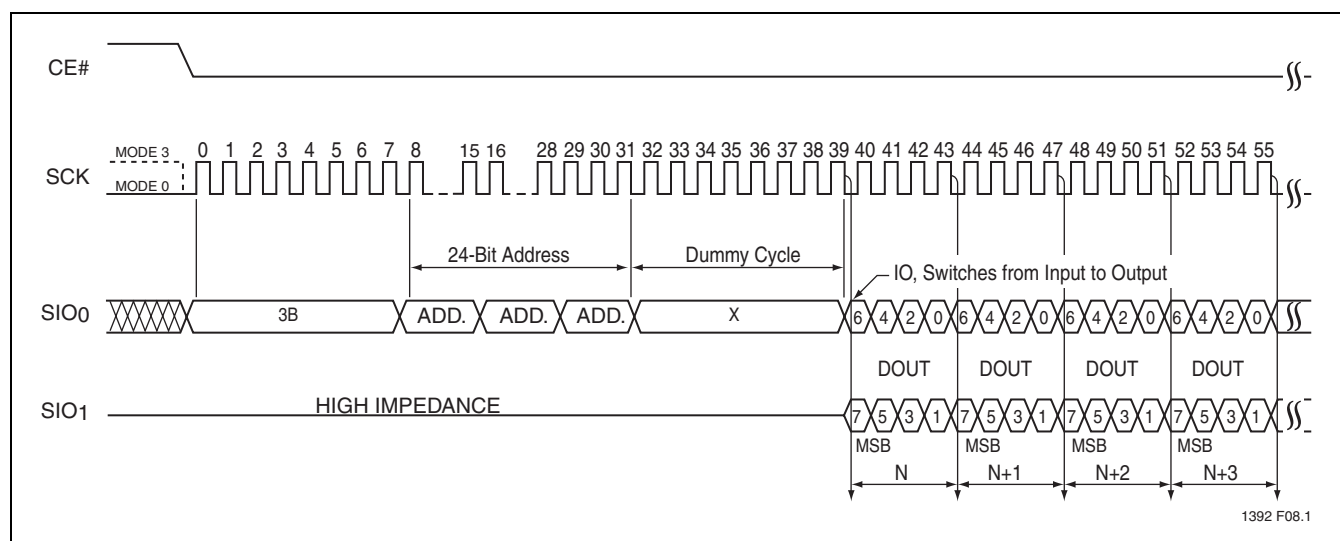 CE#
MODE 3
0 1 2 3 4 5 6 7 8 15 16 28 29 30 31 32 33 34 35 36 37 38 39 40 41 42 43 44 45 46 47 48 49 50 51 52 53 54 55
SCK
MODE 0
24-Bit Address
Dummy Cycle
IO, Switches from Input to Output
SIO0
3B ADD. ADD. ADD. X 6 4 2 0 6 4 2 0 6 4 2 0 6 4 2 0
DOUT DOUT DOUT DOUT
SIO1
HIGH IMPEDANCE
7 5 3 1 7 5 3 1 7 5 3 1 7 5 3 1
MSB MSB MSB MSB
N N+1 N+2 N+3
1392 F08.1